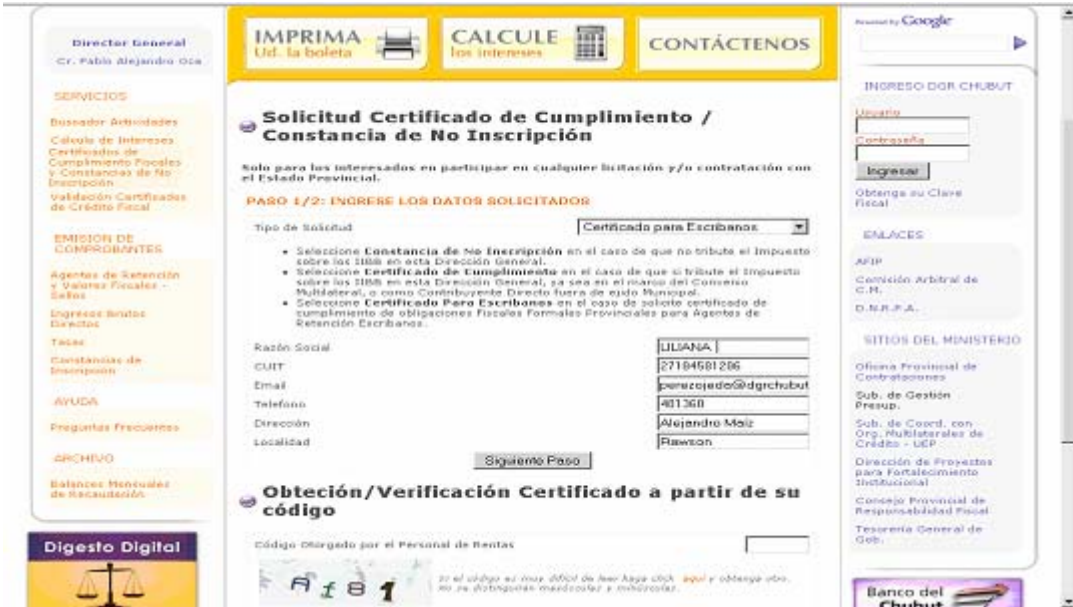 Director General
Cr. Pablo Alejandro Oca
SERVICIOS
Buscador Actividades
Calculo de Intereses
Certificados de
Cumplimiento Fiscales
y Constancias de No
Inscripción
Validación Certificados
de Crédito Fiscal
EMISION DE
COMPROBANTES
Agentes de Retención
y Valores Fiscales -
Sellos
Ingresos Brutos
Directos
Tasas
Constancias de
Inscripción
AYUDA
Preguntas Frecuentes
ARCHIVO
Balances Mensuales
de Recaudación
Digesto Digital
IMPRIMA
Ud. la boleta
CALCULE
los intereses
CONTÁCTENOS
Solicitud Certificado de Cumplimiento /
Constancia de No Inscripción
Solo para los interesados en participar en cualquier licitación y/o contratación con
el Estado Provincial.
PASO 1/2: INGRESE LOS DATOS SOLICITADOS
Tipo de Solicitud Certificado para Escribanos
• Seleccione Constancia de No Inscripción en el caso de que no tribute el Impuesto
sobre los IIBB en esta Dirección General.
• Seleccione Certificado de Cumplimiento en el caso de que si tribute el Impuesto
sobre los IIBB en esta Dirección General, ya sea en el marco del Convenio
Multilateral, o como Contribuyente Directo fuera de ejido Municipal.
• Seleccione Certificado Para Escribanos en el caso de solicite certificado de
cumplimiento de obligaciones Fiscales Formales Provinciales para Agentes de
Retención Escribanos.
Razón Social LILIANA
CUIT 27184581286
Email perezojeda@dgrchubut
Telefono 481368
Dirección Alejandro Maiz
Localidad Rawson
Siguiente Paso
Obteción/Verificación Certificado a partir de su
código
Código Otorgado por el Personal de Rentas
A f 8 1
Si el código es muy difícil de leer haga click aquí y obtenga otro.
No se distinguirán mayúsculas y minúsculas.
Powered by Google
INGRESO DGR CHUBUT
Usuario
Contraseña
Ingresar
Obtenga su Clave
Fiscal
ENLACES
AFIP
Comisión Arbitral de
C.M.
D.N.R.P.A.
SITIOS DEL MINISTERIO
Oficina Provincial de
Contrataciones
Sub. de Gestión
Presup.
Sub. de Coord. con
Org. Multilaterales de
Crédito - UEP
Dirección de Proyectos
para Fortalecimiento
Institucional
Consejo Provincial de
Responsabilidad Fiscal
Tesorería General de
Gob.
Banco del
Chubut